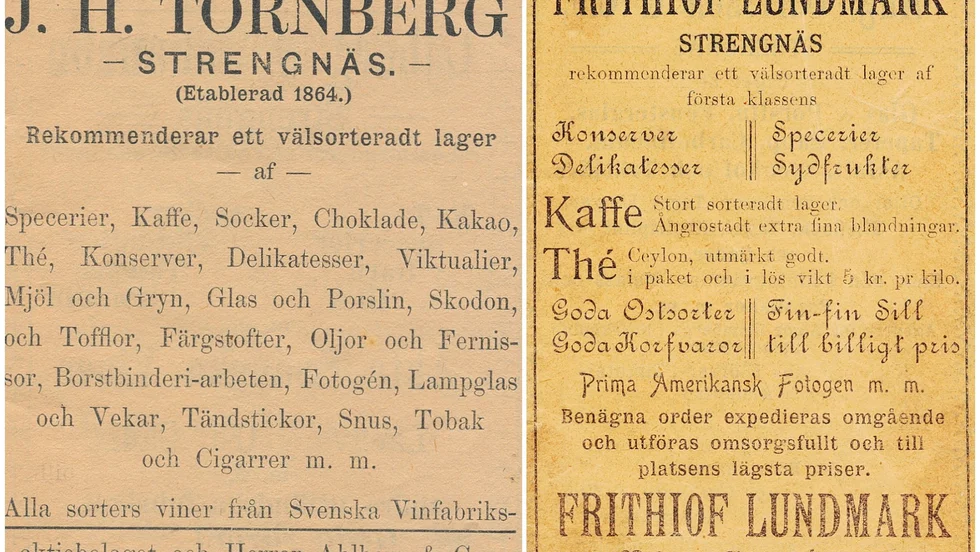 J. H. TORNBERG
– STRENGNÄS. –
(Etablerad 1864.)
Rekommenderar ett välsorteradt lager
— af —
Specerier, Kaffe, Socker, Choklade, Kakao,
Thé, Konserver, Delikatesser, Viktualier,
Mjöl och Gryn, Glas och Porslin, Skodon,
och Tofflor, Färgstofter, Oljor och Fernis-
sor, Borstbinderi-arbeten, Fotogén, Lampglas
och Vekar, Tändstickor, Snus, Tobak
och Cigarrer m. m.
Alla sorters viner från Svenska Vinfabriks-
aktiebolaget och Herrar
FRITHIOF LUNDMARK
STRENGNÄS
rekommenderar ett välsorteradt lager af
första klassens
Konserver
Delikatesser
Specerier
Sydfrukter
Kaffe Stort sorteradt lager.
Ångrostadt extra fina blandningar.
Thé Ceylon, utmärkt godt.
i paket och i lös vikt 5 kr. pr kilo.
Goda Ostsorter
Goda Korfvaror
Fin-fin Sill
till billigt pris
Prima Amerikansk Fotogen m. m.
Benägna order expedieras omgående
och utföras omsorgsfullt och till
platsens lägsta priser.
FRITHIOF LUNDMARK